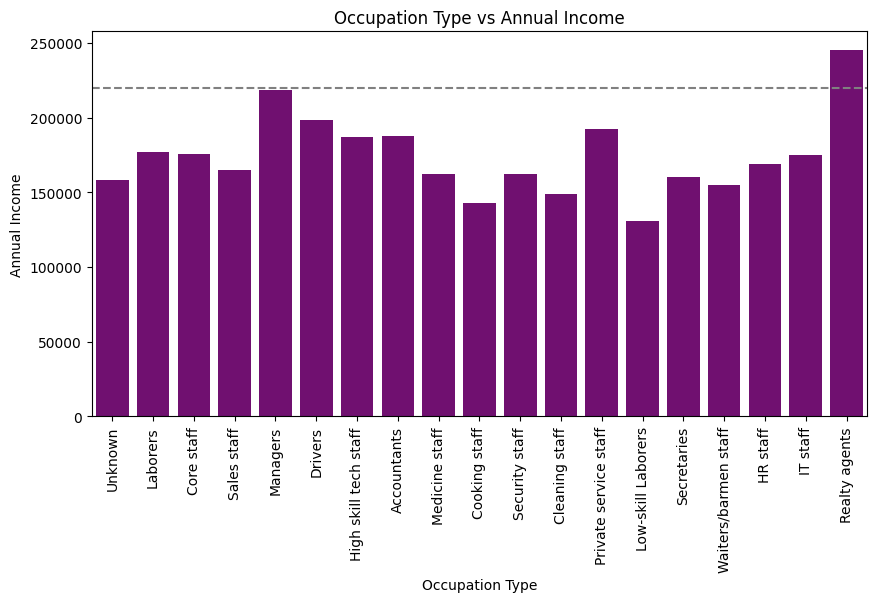 Occupation Type vs Annual Income
250000
200000
150000
100000
50000
0
Annual Income
Unknown
Laborers
Core staff
Sales staff
Managers
Drivers
High skill tech staff
Accountants
Medicine staff
Cooking staff
Security staff
Cleaning staff
Private service staff
Low-skill Laborers
Secretaries
Waiters/barmen staff
HR staff
IT staff
Realty agents
Occupation Type